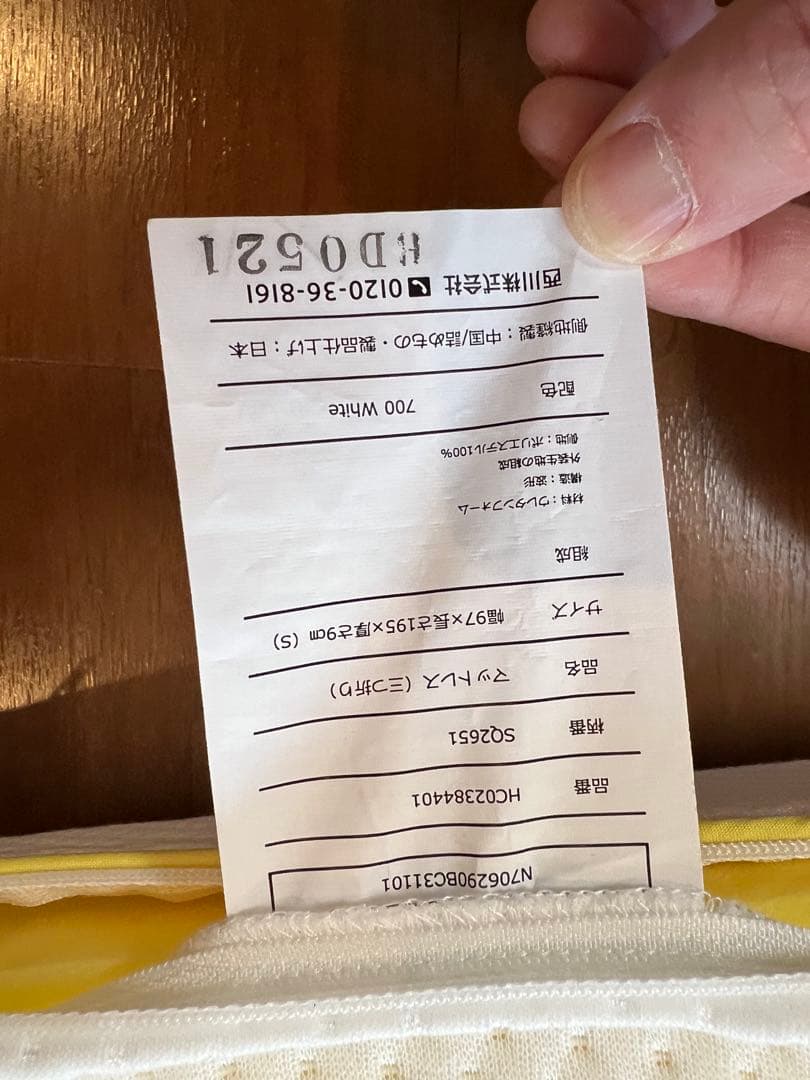 N706290BC31101
品番 HC02384401
柄番 SQ2651
品名 マットレス（三つ折り）
サイズ 幅97×長さ195×厚さ9cm（S）
組成
材料：ウレタンフォーム
構造：波形
外装生地の組成
側地：ポリエステル100%
配色 700 White
側地縫製：中国/詰めもの・製品仕上げ：日本
西川株式会社 0120-36-8161
HD0521